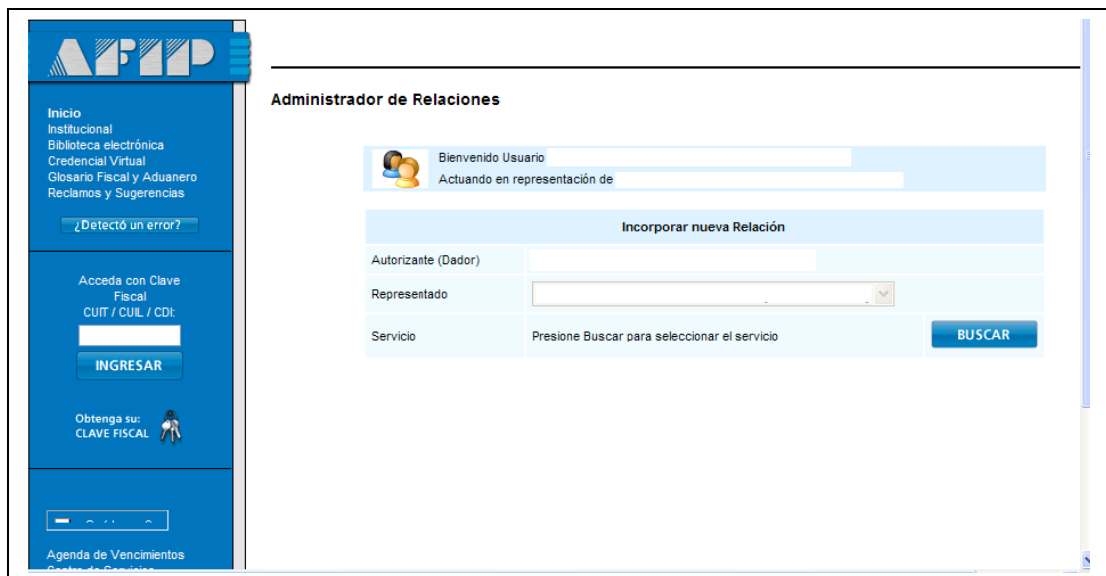 AFIP
Inicio
Institucional
Biblioteca electrónica
Credencial Virtual
Glosario Fiscal y Aduanero
Reclamos y Sugerencias
¿Detectó un error?
Acceda con Clave
Fiscal
CUIT / CUIL / CDI:
INGRESAR
Obtenga su:
CLAVE FISCAL
Agenda de Vencimientos
Administrador de Relaciones
Bienvenido Usuario
Actuando en representación de
Incorporar nueva Relación
Autorizante (Dador)
Representado
Servicio Presione Buscar para seleccionar el servicio BUSCAR